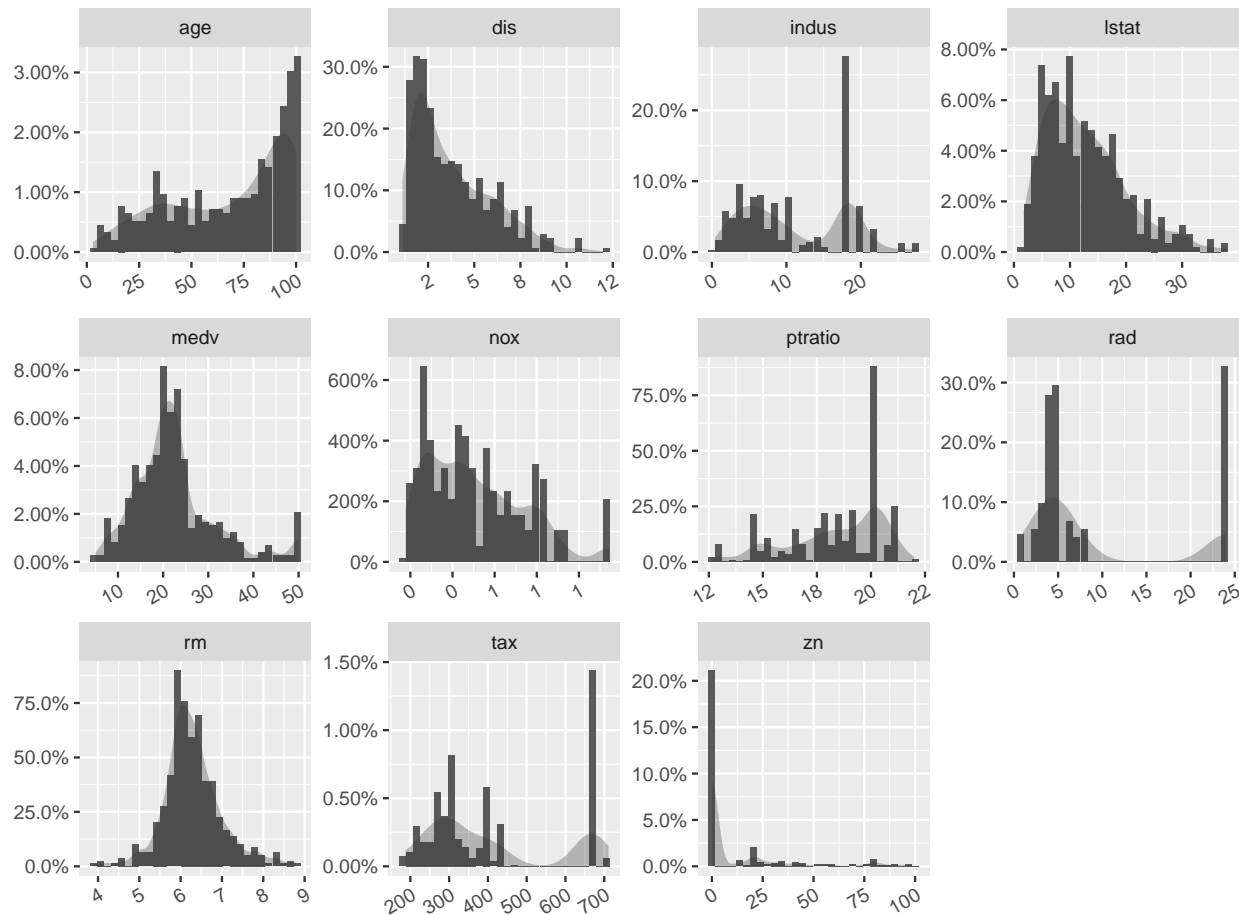 age
3.00%
2.00%
1.00%
0.00%
0 25 50 75 100
dis
30.0%
20.0%
10.0%
0.0%
2 4 6 8 10 12
indus
20.0%
10.0%
0.0%
0 10 20
lstat
8.00%
6.00%
4.00%
2.00%
0.00%
0 10 20 30
medv
8.00%
6.00%
4.00%
2.00%
0.00%
10 20 30 40 50
nox
600%
400%
200%
0%
0 0 1 1 1
ptratio
75.0%
50.0%
25.0%
0.0%
12 15 18 20 22
rad
30.0%
20.0%
10.0%
0.0%
0 5 10 15 20 25
rm
75.0%
50.0%
25.0%
0.0%
4 5 6 7 8 9
tax
1.50%
1.00%
0.50%
0.00%
200 300 400 500 600 700
zn
20.0%
15.0%
10.0%
5.0%
0.0%
0 25 50 75 100